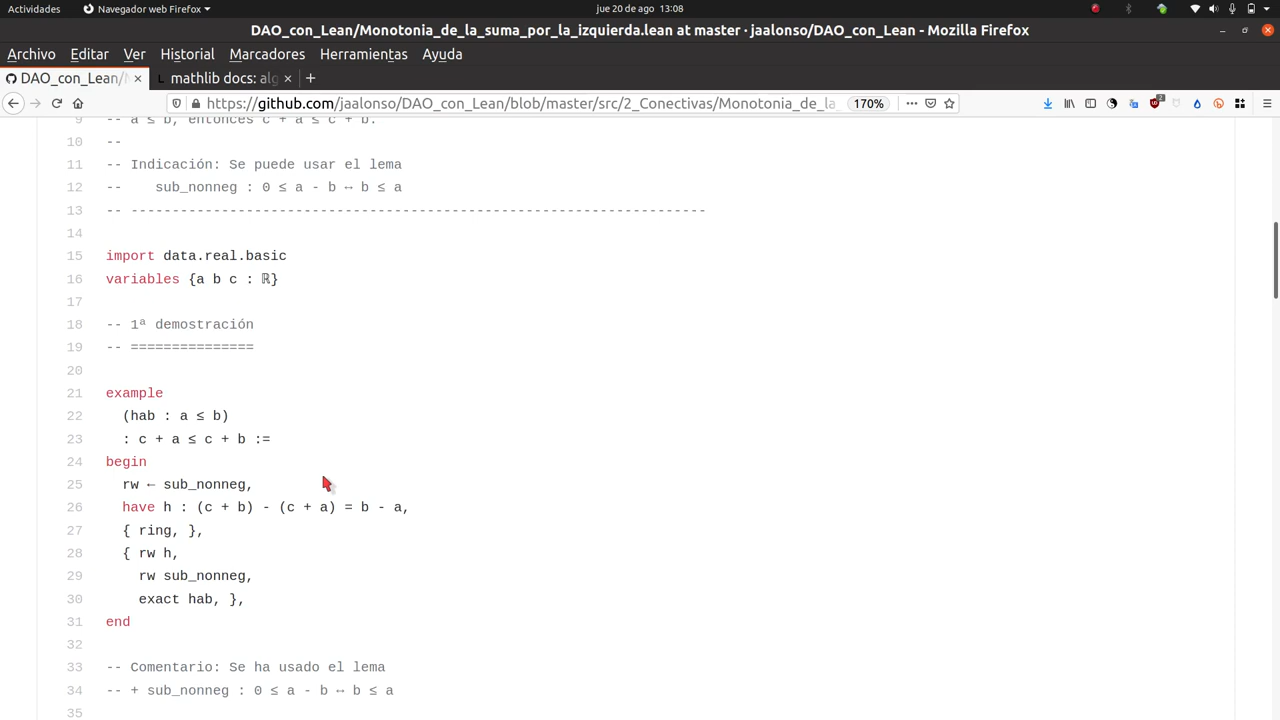 Actividades
Navegador web Firefox
jue 20 de ago 13:08
DAO_con_Lean/Monotonia_de_la_suma_por_la_izquierda.lean at master · jaalonso/DAO_con_Lean - Mozilla Firefox
Archivo Editar Ver Historial Marcadores Herramientas Ayuda
DAO_con_Lean/M
mathlib docs: alg
https://github.com/jaalonso/DAO_con_Lean/blob/master/src/2_Conectivas/Monotonia_de_la_
170%
9 -- a ≤ b, entonces c + a ≤ c + b.
10 --
11 -- Indicación: Se puede usar el lema
12 --    sub_nonneg : 0 ≤ a - b ↔ b ≤ a
13 -- ----------------------------------------------------------------------
14
15 import data.real.basic
16 variables {a b c : ℝ}
17
18 -- 1ª demostración
19 -- ===============
20
21 example
22   (hab : a ≤ b)
23   : c + a ≤ c + b :=
24 begin
25   rw ← sub_nonneg,
26   have h : (c + b) - (c + a) = b - a,
27   { ring, },
28   { rw h,
29     rw sub_nonneg,
30     exact hab, },
31 end
32
33 -- Comentario: Se ha usado el lema
34 -- + sub_nonneg : 0 ≤ a - b ↔ b ≤ a
35